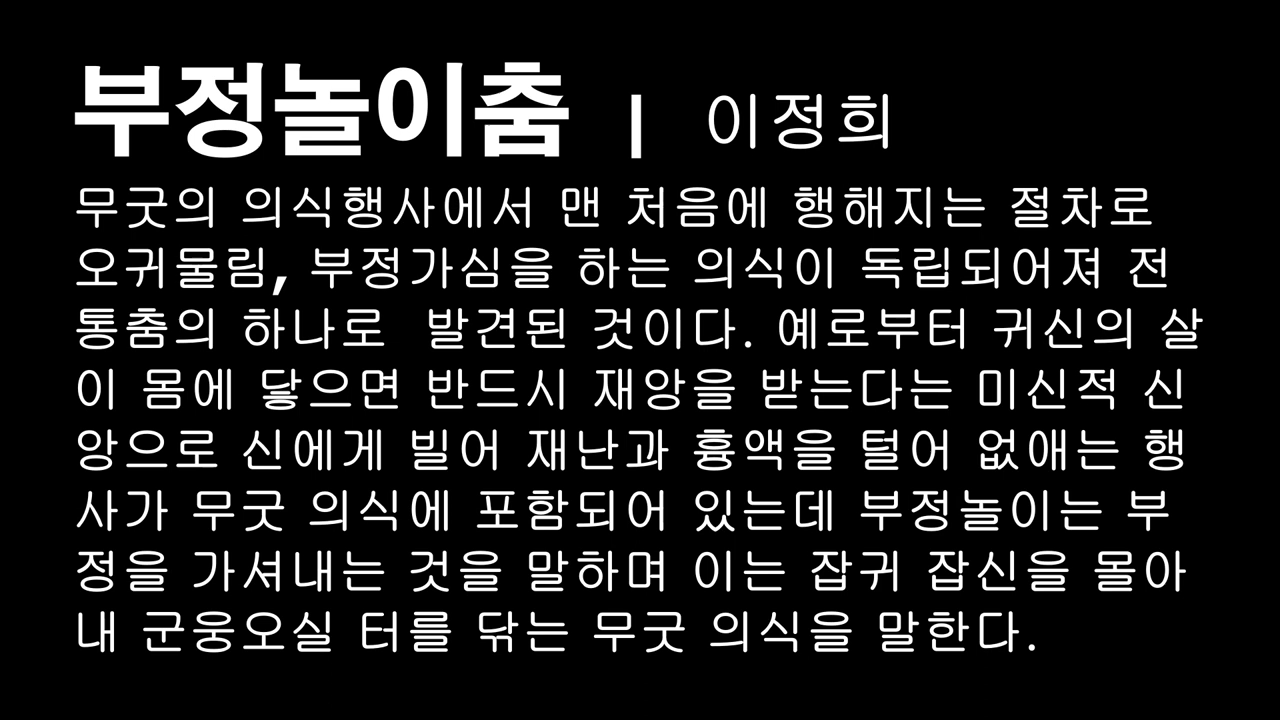 부정놀이춤 | 이정희
무굿의 의식행사에서 맨 처음에 행해지는 절차로
오귀물림, 부정가심을 하는 의식이 독립되어져 전
통춤의 하나로 발견된 것이다. 예로부터 귀신의 살
이 몸에 닿으면 반드시 재앙을 받는다는 미신적 신
앙으로 신에게 빌어 재난과 흉액을 털어 없애는 행
사가 무굿 의식에 포함되어 있는데 부정놀이는 부
정을 가셔내는 것을 말하며 이는 잡귀 잡신을 몰아
내 군웅오실 터를 닦는 무굿 의식을 말한다.